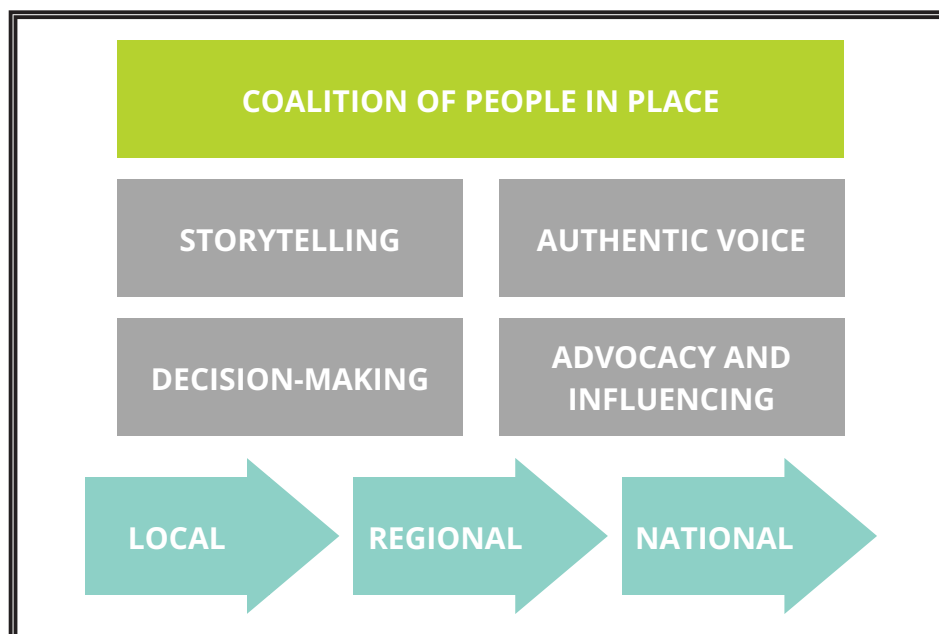 COALITION OF PEOPLE IN PLACE
STORYTELLING
AUTHENTIC VOICE
DECISION-MAKING
ADVOCACY AND
INFLUENCING
LOCAL
REGIONAL
NATIONAL